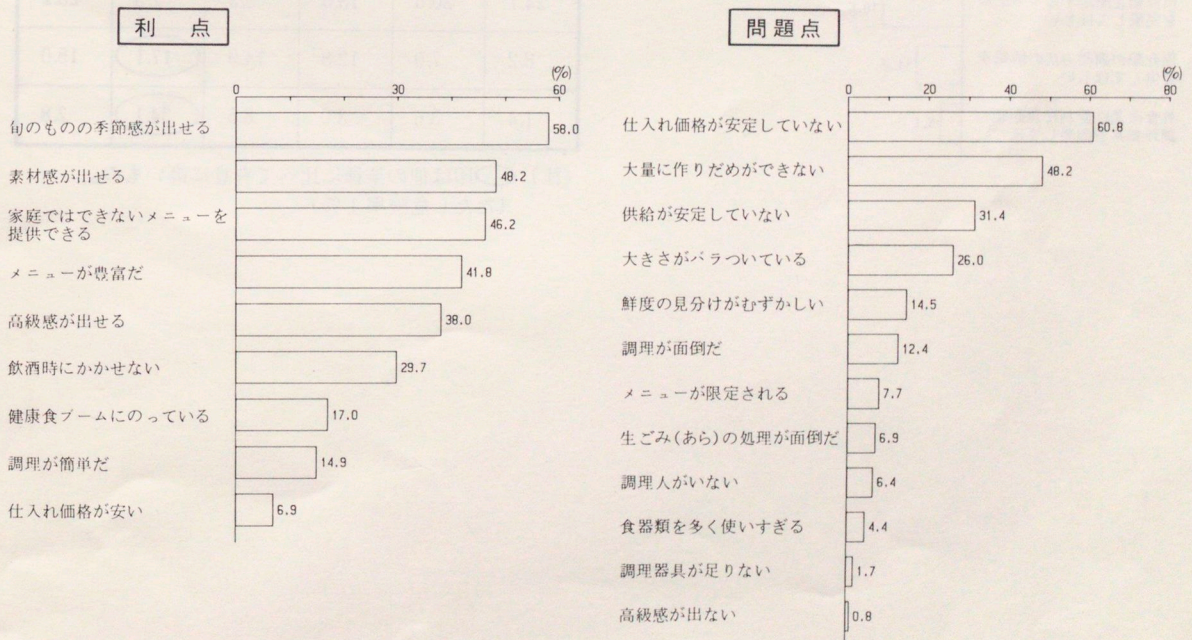 利　点
(%)
0 30 60
旬のものの季節感が出せる 58.0
素材感が出せる 48.2
家庭ではできないメニューを
提供できる 46.2
メニューが豊富だ 41.8
高級感が出せる 38.0
飲酒時にかかせない 29.7
健康食ブームにのっている 17.0
調理が簡単だ 14.9
仕入れ価格が安い 6.9
問題点
(%)
0 20 40 60 80
仕入れ価格が安定していない 60.8
大量に作りだめができない 48.2
供給が安定していない 31.4
大きさがバラついている 26.0
鮮度の見分けがむずかしい 14.5
調理が面倒だ 12.4
メニューが限定される 7.7
生ごみ(あら)の処理が面倒だ 6.9
調理人がいない 6.4
食器類を多く使いすぎる 4.4
調理器具が足りない 1.7
高級感が出ない 0.8